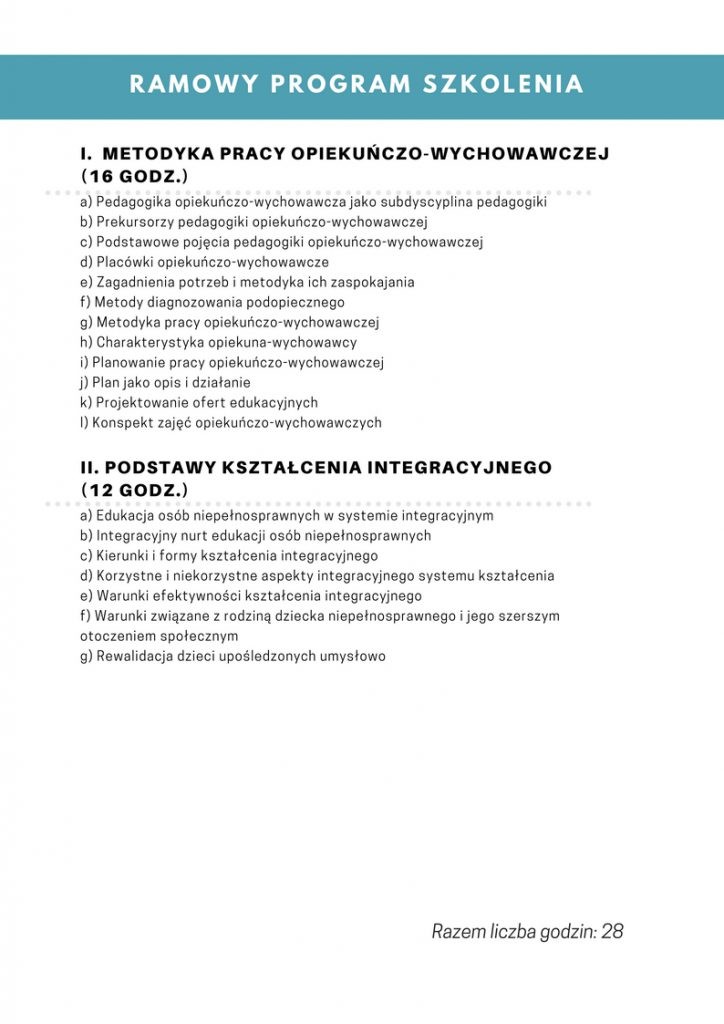 RAMOWY PROGRAM SZKOLENIA
I. METODYKA PRACY OPIEKUŃCZO-WYCHOWAWCZEJ
(16 GODZ.)
a) Pedagogika opiekuńczo-wychowawcza jako subdyscyplina pedagogiki
b) Prekursorzy pedagogiki opiekuńczo-wychowawczej
c) Podstawowe pojęcia pedagogiki opiekuńczo-wychowawczej
d) Placówki opiekuńczo-wychowawcze
e) Zagadnienia potrzeb i metodyka ich zaspokajania
f) Metody diagnozowania podopiecznego
g) Metodyka pracy opiekuńczo-wychowawczej
h) Charakterystyka opiekuna-wychowawcy
i) Planowanie pracy opiekuńczo-wychowawczej
j) Plan jako opis i działanie
k) Projektowanie ofert edukacyjnych
l) Konspekt zajęć opiekuńczo-wychowawczych
II. PODSTAWY KSZTAŁCENIA INTEGRACYJNEGO
(12 GODZ.)
a) Edukacja osób niepełnosprawnych w systemie integracyjnym
b) Integracyjny nurt edukacji osób niepełnosprawnych
c) Kierunki i formy kształcenia integracyjnego
d) Korzystne i niekorzystne aspekty integracyjnego systemu kształcenia
e) Warunki efektywności kształcenia integracyjnego
f) Warunki związane z rodziną dziecka niepełnosprawnego i jego szerszym
otoczeniem społecznym
g) Rewalidacja dzieci upośledzonych umysłowo
Razem liczba godzin: 28